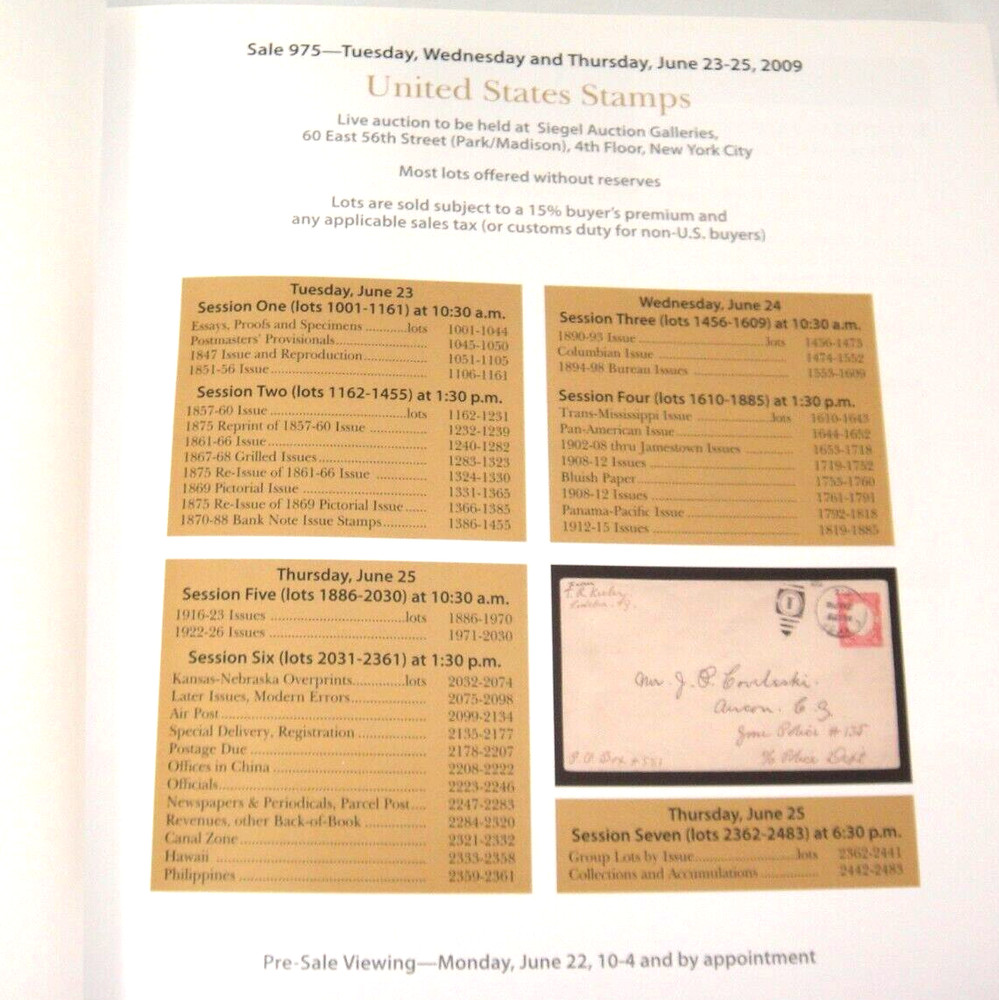 Sale 975—Tuesday, Wednesday and Thursday, June 23-25, 2009
United States Stamps
Live auction to be held at Siegel Auction Galleries,
60 East 56th Street (Park/Madison), 4th Floor, New York City
Most lots offered without reserves
Lots are sold subject to a 15% buyer's premium and
any applicable sales tax (or customs duty for non-U.S. buyers)
Tuesday, June 23
Session One (lots 1001-1161) at 10:30 a.m.
Essays, Proofs and Specimens ...........lots 1001-1044
Postmasters' Provisionals....................... 1045-1050
1847 Issue and Reproduction................ 1051-1105
1851-56 Issue....................................... 1106-1161
Session Two (lots 1162-1455) at 1:30 p.m.
1857-60 Issue ..................................lots 1162-1231
1875 Reprint of 1857-60 Issue .............. 1232-1239
1861-66 Issue........................................ 1240-1282
1867-68 Grilled Issues........................... 1283-1323
1875 Re-Issue of 1861-66 Issue ............. 1324-1330
1869 Pictorial Issue ............................... 1331-1365
1875 Re-Issue of 1869 Pictorial Issue...... 1366-1385
1870-88 Bank Note Issue Stamps............ 1386-1455
Wednesday, June 24
Session Three (lots 1456-1609) at 10:30 a.m.
1890-93 Issue ..................................lots 1456-1473
Columbian Issue ................................... 1474-1552
1894-98 Bureau Issues .......................... 1553-1609
Session Four (lots 1610-1885) at 1:30 p.m.
Trans-Mississippi Issue .....................lots 1610-1643
Pan-American Issue............................... 1644-1652
1902-08 thru Jamestown Issues ............ 1653-1718
1908-12 Issues ...................................... 1719-1752
Bluish Paper.......................................... 1753-1760
1908-12 Issues ...................................... 1761-1791
Panama-Pacific Issue ............................ 1792-1818
1912-15 Issues ...................................... 1819-1885
Thursday, June 25
Session Five (lots 1886-2030) at 10:30 a.m.
1916-23 Issues .................................lots 1886-1970
1922-26 Issues ...................................... 1971-2030
Session Six (lots 2031-2361) at 1:30 p.m.
Kansas-Nebraska Overprints.............lots 2032-2074
Later Issues, Modern Errors................... 2075-2098
Air Post.................................................. 2099-2134
Special Delivery, Registration ................ 2135-2177
Postage Due .......................................... 2178-2207
Offices in China .................................... 2208-2222
Officials.................................................. 2223-2246
Newspapers & Periodicals, Parcel Post.... 2247-2283
Revenues, other Back-of-Book ............... 2284-2320
Canal Zone............................................ 2321-2332
Hawaii .................................................. 2333-2358
Philippines ............................................ 2359-2361
Mr. J. P.
Ancon. C. Z.
Zone Police # 135
P.O. Box # 531
% Police Dept
Thursday, June 25
Session Seven (lots 2362-2483) at 6:30 p.m.
Group Lots by Issue...........................lots 2362-2441
Collections and Accumulations ............... 2442-2483
Pre-Sale Viewing—Monday, June 22, 10-4 and by appointment